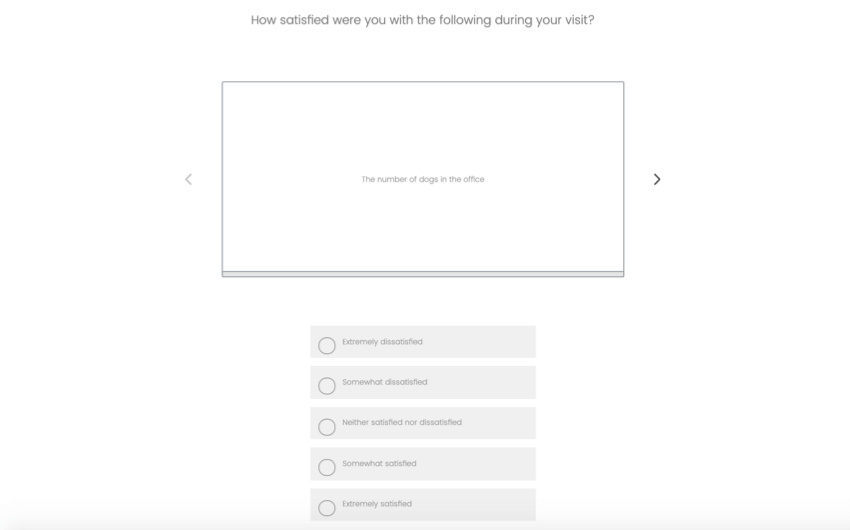 How satisfied were you with the following during your visit?
The number of dogs in the office
Extremely dissatisfied
Somewhat dissatisfied
Neither satisfied nor dissatisfied
Somewhat satisfied
Extremely satisfied